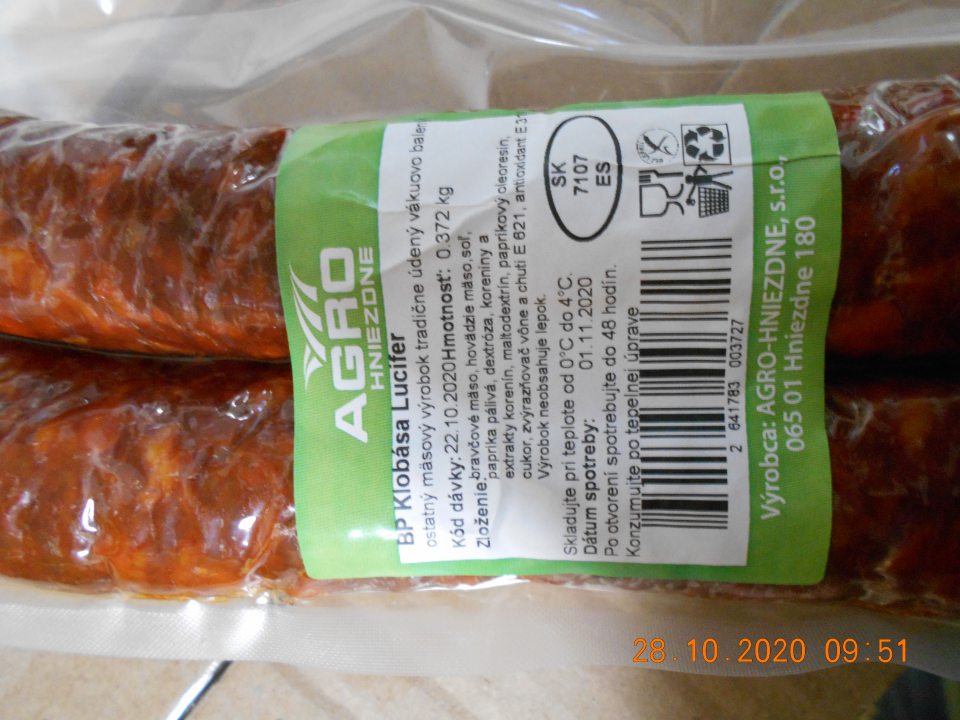 AGRO
HNIEZDNE
BP Klobása Lucifer
ostatný mäsový výrobok tradične údený vákuovo balený
Kód dávky: 22.10.2020 Hmotnosť: 0.372 kg
Zloženie: bravčové mäso, hovädzie mäso, soľ,
paprika pálivá, dextróza, koreniny a
extrakty korenín, maltodextrín, paprikový oleoresin,
cukor, zvýrazňovač vône a chuti E 621, antioxidant
Výrobok neobsahuje lepok.
Skladujte pri teplote od 0°C do 4°C.
Dátum spotreby: 01.11.2020
Po otvorení spotrebujte do 48 hodín.
Konzumujte po tepelnej úprave
SK
7107
ES
2 641783 003727
Výrobca: AGRO-HNIEZDNE, s.r.o.,
065 01 Hniezdne 180
28.10.2020 09:51